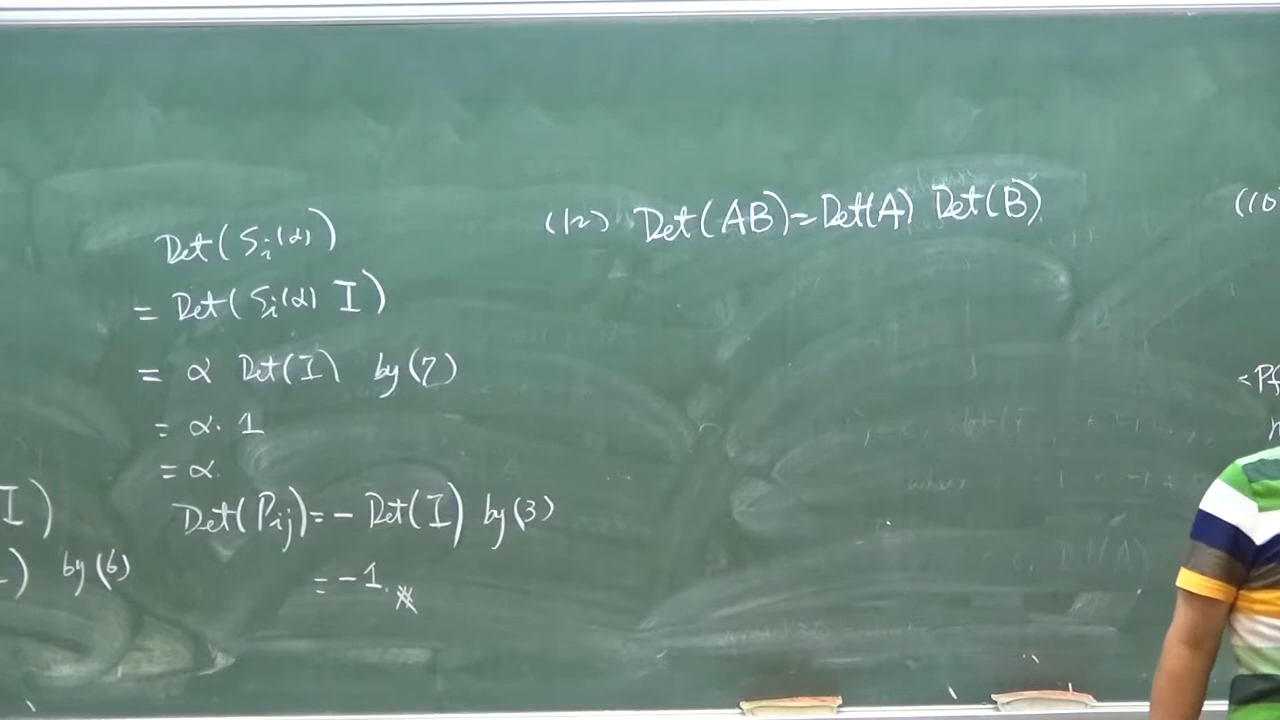 Det(S_i(α))
= Det(S_i(α) I)
= α Det(I) by(7)
= α. 1
= α.
I)
Det(P_ij) = - Det(I) by(3)
) by(6)
= -1.
(12) Det(AB)=Det(A) Det(B)
((10
<Pf